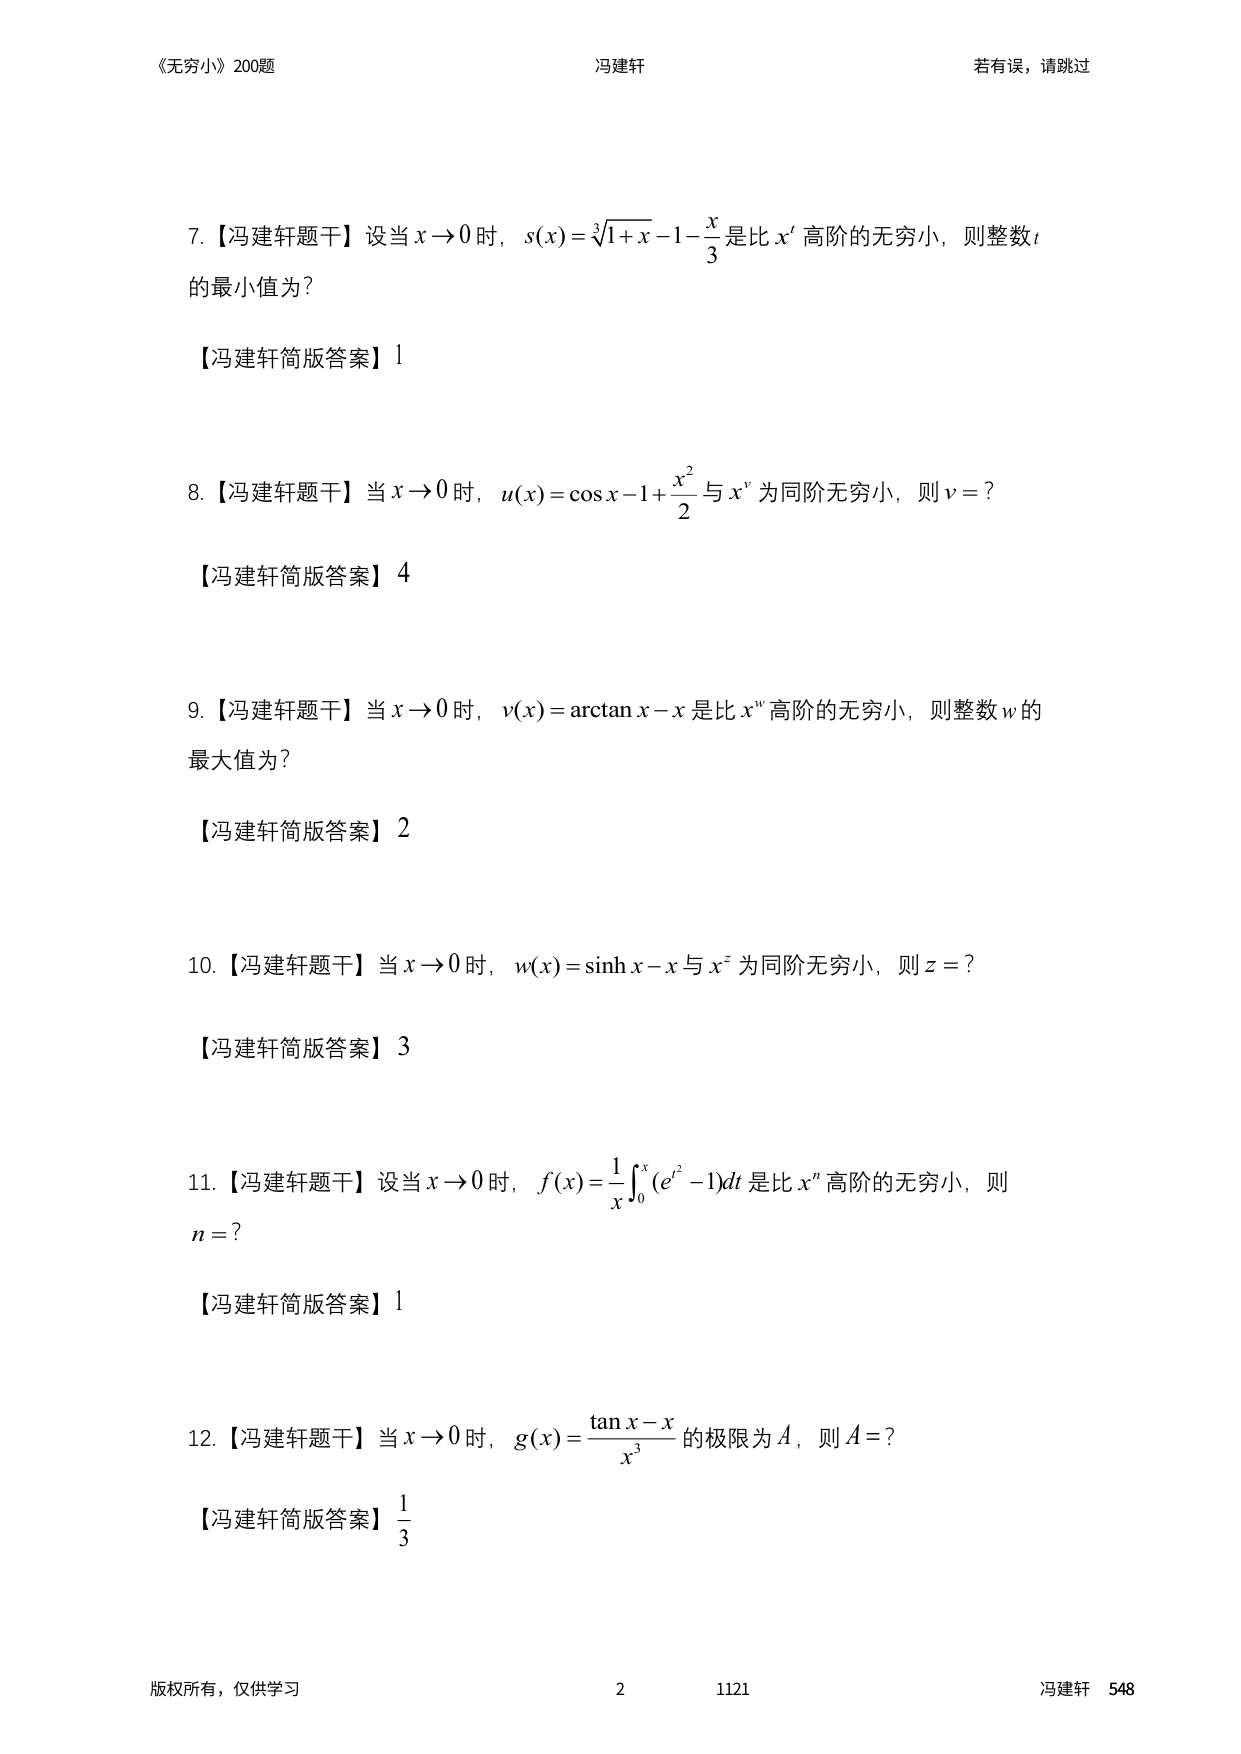 《无穷小》200题 冯建轩 若有误，请跳过
7.【冯建轩题干】设当 x→0 时， s(x) = ∛(1+x) −1− x/3 是比 x^t 高阶的无穷小，则整数 t
的最小值为？
【冯建轩简版答案】1
8.【冯建轩题干】当 x→0 时， u(x) = cos x −1+ x²/2 与 x^v 为同阶无穷小，则 v =？
【冯建轩简版答案】4
9.【冯建轩题干】当 x→0 时， v(x) = arctan x − x 是比 x^w 高阶的无穷小，则整数 w 的
最大值为？
【冯建轩简版答案】2
10.【冯建轩题干】当 x→0 时， w(x) = sinh x − x 与 x^z 为同阶无穷小，则 z =？
【冯建轩简版答案】3
11.【冯建轩题干】设当 x→0 时， f(x) = 1/x ∫₀^x (e^(t²) −1)dt 是比 x^n 高阶的无穷小，则
n =？
【冯建轩简版答案】1
12.【冯建轩题干】当 x→0 时， g(x) = (tan x − x)/x³ 的极限为 A，则 A =？
【冯建轩简版答案】1/3
版权所有，仅供学习 2 1121 冯建轩 548